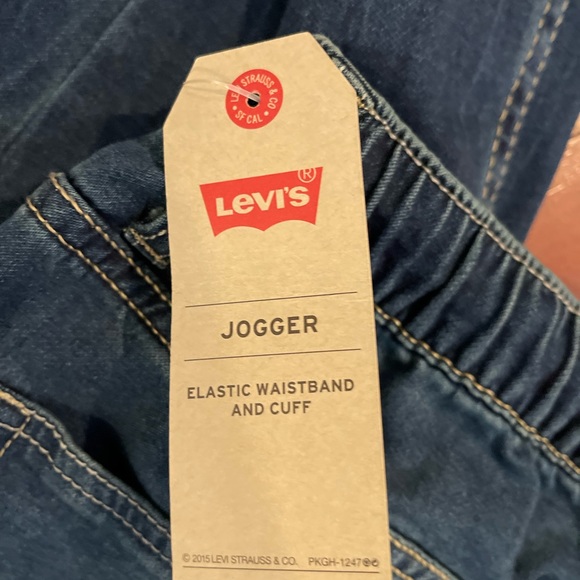 LEVI STRAUSS & CO
SF CAL
LEVI'S®
JOGGER
ELASTIC WAISTBAND
AND CUFF
© 2015 LEVI STRAUSS & CO. PKGH-1247